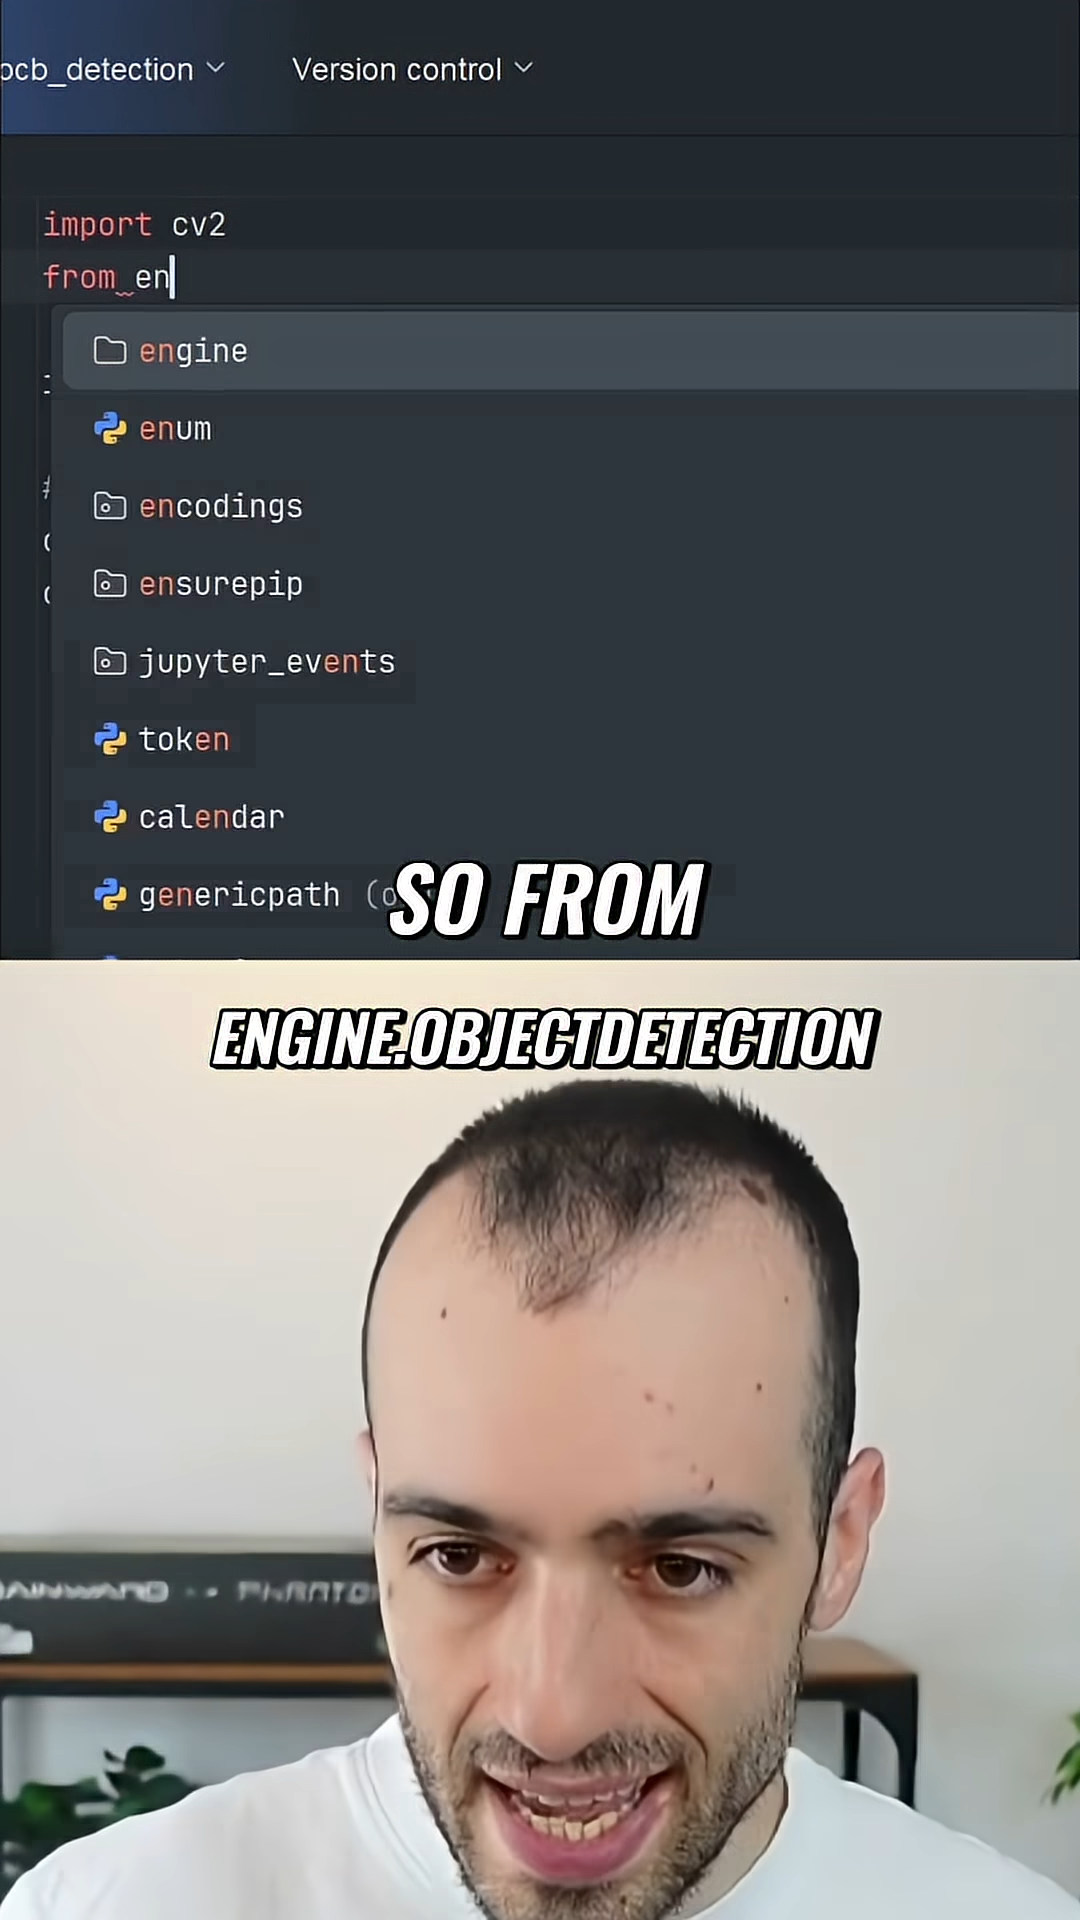 pcb_detection
Version control
import cv2
from en
engine
enum
encodings
ensurepip
jupyter_events
token
calendar
genericpath (o
SO FROM
ENGINE.OBJECTDETECTION